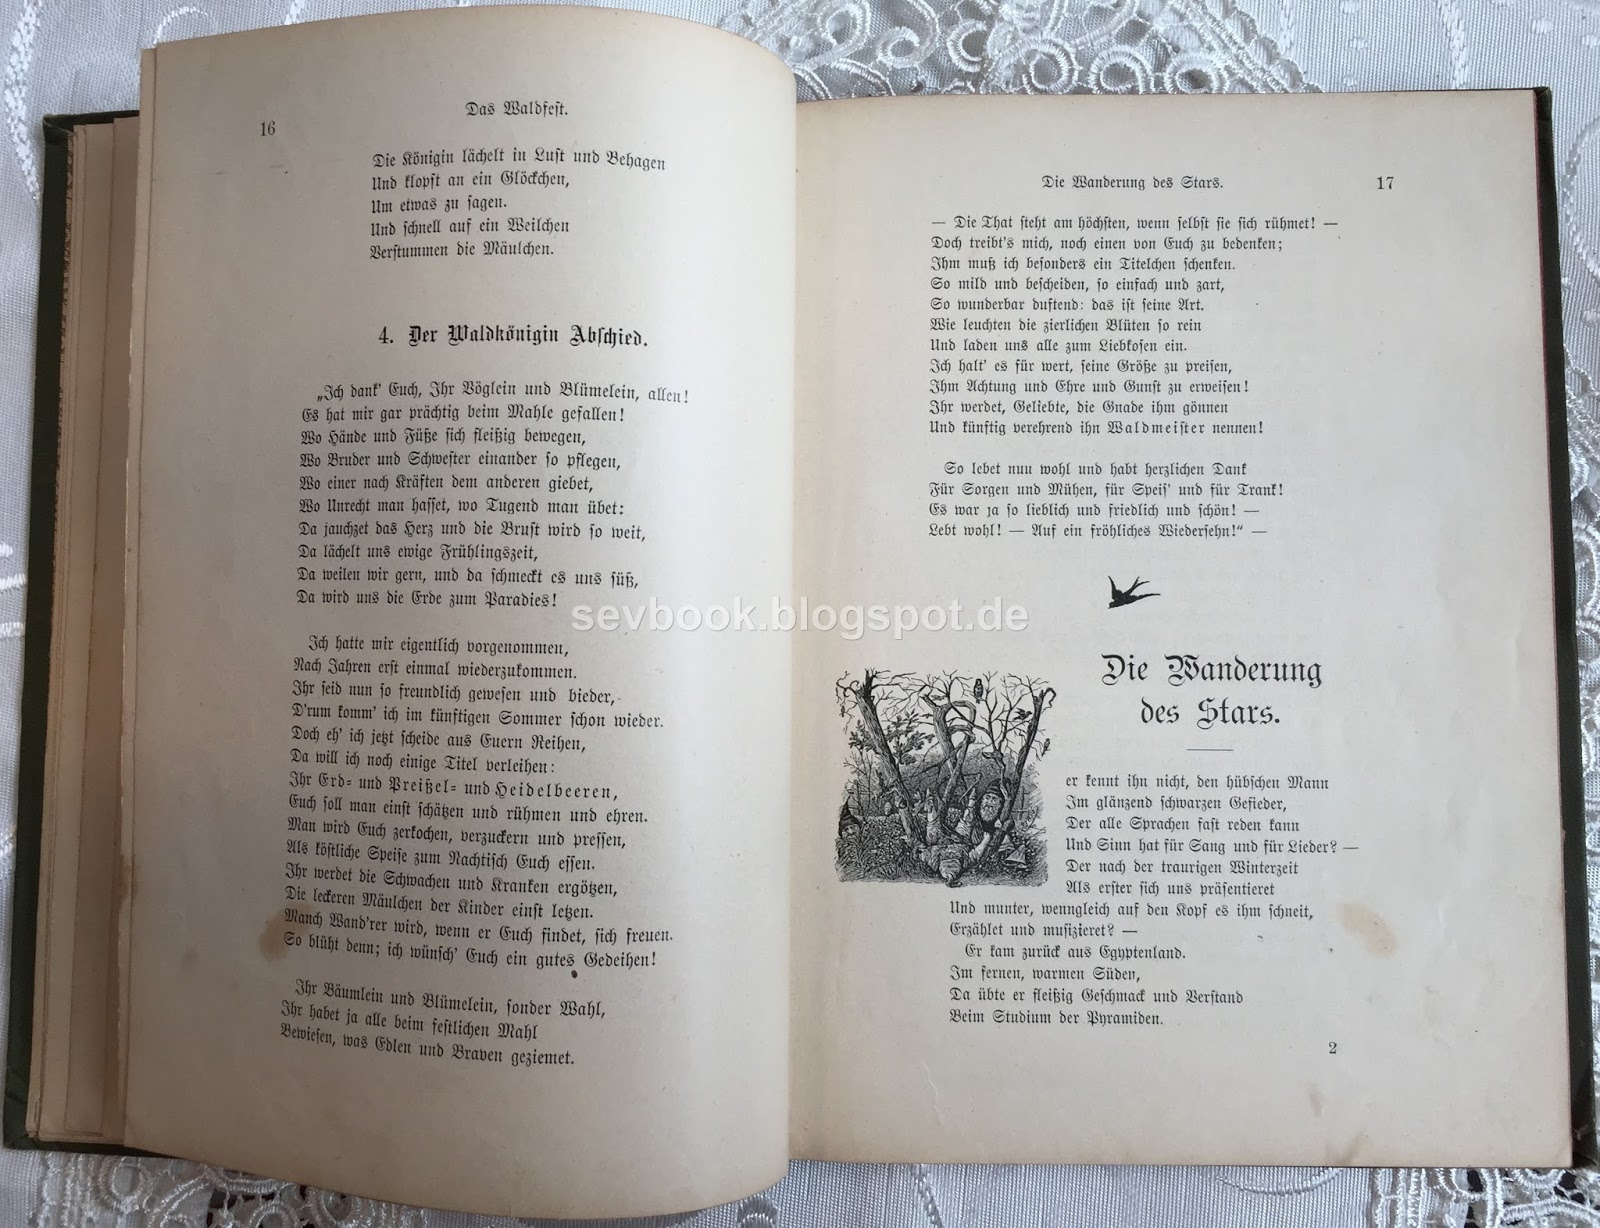 16
Das Waldfest.
Die Königin lächelt in Lust und Behagen
Und klopft an ein Glöckchen,
Um etwas zu sagen.
Und schnell auf ein Weilchen
Verstummen die Mäulchen.
4. Der Waldkönigin Abschied.
„Ich dank' Euch, Ihr Vöglein und Blümelein, allen!
Es hat mir gar prächtig beim Mahle gefallen!
Wo Hände und Füße sich fleißig bewegen,
Wo Bruder und Schwester einander so pflegen,
Wo einer nach Kräften dem anderen giebet,
Wo Unrecht man hasset, wo Tugend man übet:
Da jauchzet das Herz und die Brust wird so weit,
Da lächelt uns ewige Frühlingszeit,
Da weilen wir gern, und da schmeckt es uns süß,
Da wird uns die Erde zum Paradies!
Ich hatte mir eigentlich vorgenommen,
Nach Jahren erst einmal wiederzukommen.
Ihr seid nun so freundlich gewesen und bieder,
D'rum komm' ich im künftigen Sommer schon wieder.
Doch eh' ich jetzt scheide aus Euern Reihen,
Da will ich noch einige Titel verleihen:
Ihr Erd- und Preißel- und Heidelbeeren,
Euch soll man einst schätzen und rühmen und ehren.
Man wird Euch zerkochen, verzuckern und pressen,
Als köstliche Speise zum Nachtisch Euch essen.
Ihr werdet die Schwachen und Kranken ergötzen,
Die leckeren Mäulchen der Kinder einst letzen.
Manch Wand'rer wird, wenn er Euch findet, sich freuen.
So blüht denn; ich wünsch' Euch ein gutes Gedeihen!
Ihr Bäumlein und Blümelein, sonder Wahl,
Ihr habet ja alle beim festlichen Mahl
Bewiesen, was Edlen und Braven geziemet.
Die Wanderung des Stars.
17
— Die That steht am höchsten, wenn selbst sie sich rühmet! —
Doch treibt's mich, noch einen von Euch zu bedenken;
Ihm muß ich besonders ein Titelchen schenken.
So mild und bescheiden, so einfach und zart,
So wunderbar duftend: das ist seine Art.
Wie leuchten die zierlichen Blüten so rein
Und laden uns alle zum Liebkosen ein.
Ich halt' es für wert, seine Größe zu preisen,
Ihm Achtung und Ehre und Gunst zu erweisen!
Ihr werdet, Geliebte, die Gnade ihm gönnen
Und künftig verehrend ihn Waldmeister nennen!
So lebet nun wohl und habt herzlichen Dank
Für Sorgen und Mühen, für Speis' und für Trank!
Es war ja so lieblich und friedlich und schön! —
Lebt wohl! — Auf ein fröhliches Wiedersehn!“ —
sevbook.blogspot.de
Die Wanderung
des Stars.
er kennt ihn nicht, den hübschen Mann
Im glänzend schwarzen Gefieder,
Der alle Sprachen fast reden kann
Und Sinn hat für Sang und für Lieder? —
Der nach der traurigen Winterzeit
Als erster sich uns präsentieret
Und munter, wenngleich auf den Kopf es ihm schneit,
Erzählet und musizieret? —
Er kam zurück aus Egyptenland.
Im fernen, warmen Süden,
Da übte er fleißig Geschmack und Verstand
Beim Studium der Pyramiden.
2